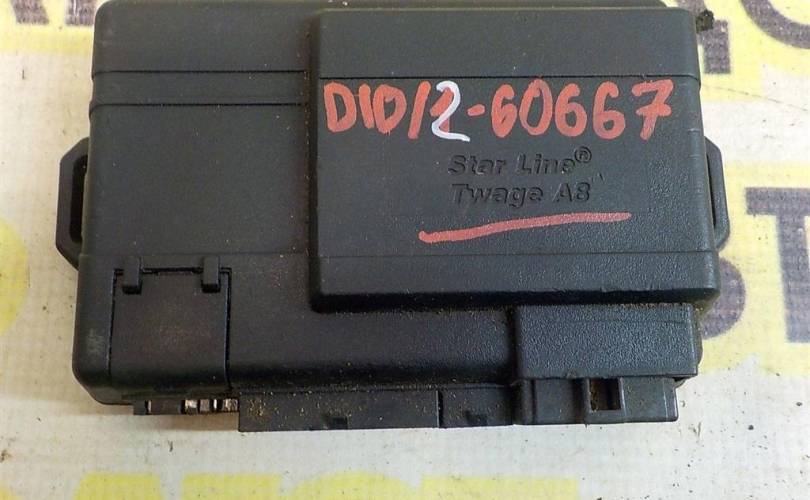 D10/2-60667
Star Line®
Twage A8